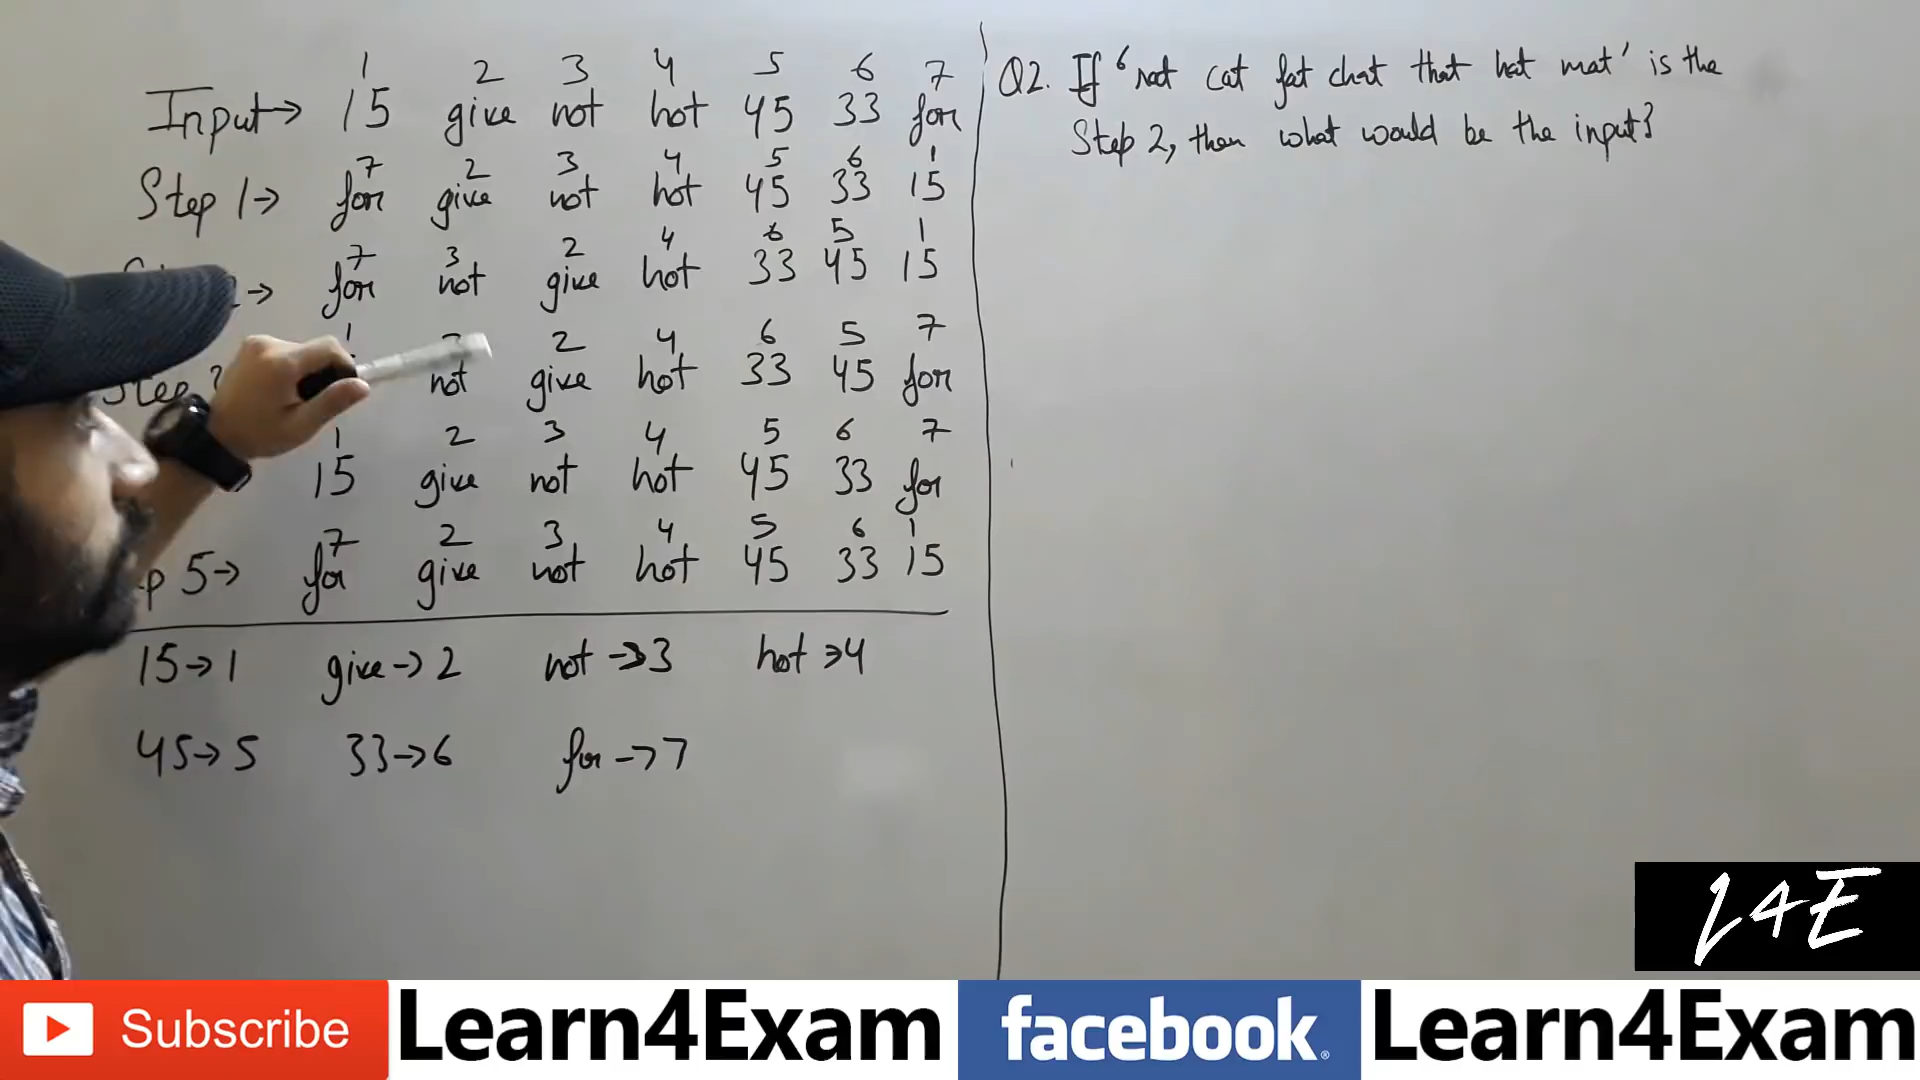 1 2 3 4 5 6 7
Input→ 15 give not hot 45 33 for
7 2 3 4 5 6 1
Step 1→ for give not hot 45 33 15
7 3 2 4 6 5 1
→ for not give hot 33 45 15
1 2 4 6 5 7
Step not give hot 33 45 for
1 2 3 4 5 6 7
15 give not hot 45 33 for
7 2 3 4 5 6 1
p 5→ for give not hot 45 33 15
15→1 give→2 not→3 hot→4
45→5 33→6 for→7
Q2. If ‘rat cat fat chat that hat mat’ is the
Step 2, then what would be the input?
L4E
Subscribe Learn4Exam facebook Learn4Exam